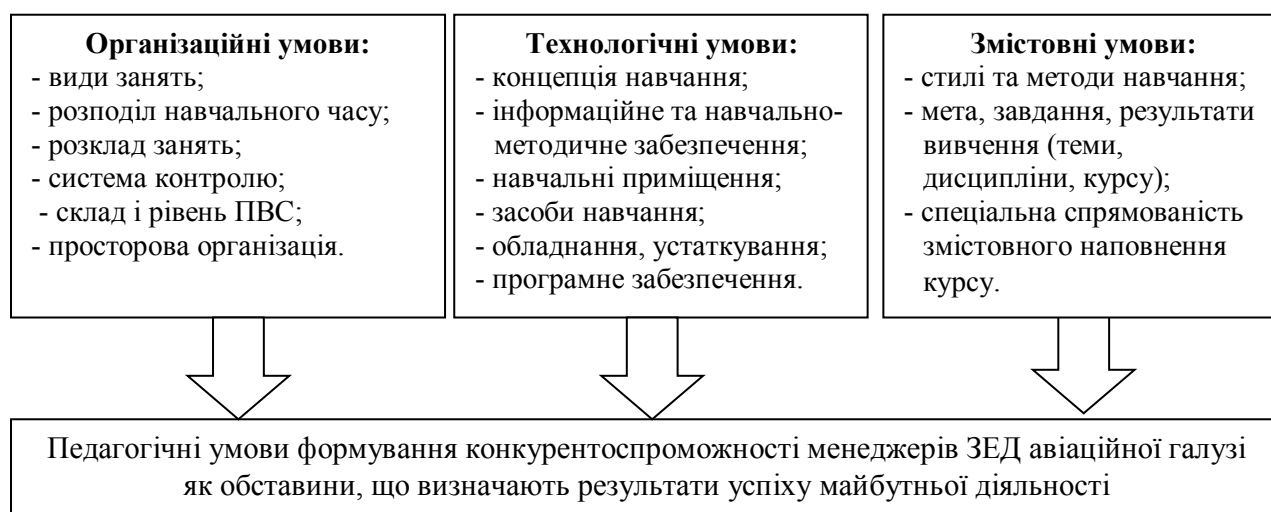 Організаційні умови:
- види занять;
- розподіл навчального часу;
- розклад занять;
- система контролю;
- склад і рівень ПВС;
- просторова організація.
Технологічні умови:
- концепція навчання;
- інформаційне та навчально-
методичне забезпечення;
- навчальні приміщення;
- засоби навчання;
- обладнання, устаткування;
- програмне забезпечення.
Змістовні умови:
- стилі та методи навчання;
- мета, завдання, результати
вивчення (теми,
дисципліни, курсу);
- спеціальна спрямованість
змістовного наповнення
курсу.
Педагогічні умови формування конкурентоспроможності менеджерів ЗЕД авіаційної галузі
як обставини, що визначають результати успіху майбутньої діяльності